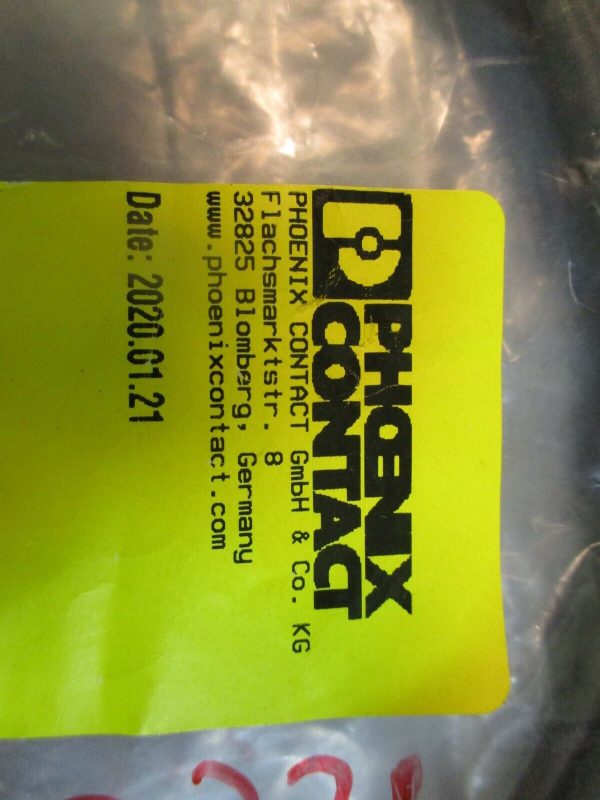 PHOENIX
CONTACT
PHOENIX CONTACT GmbH & Co. KG
Flachsmarktstr. 8
32825 Blomberg, Germany
www.phoenixcontact.com
Date: 2020.01.21